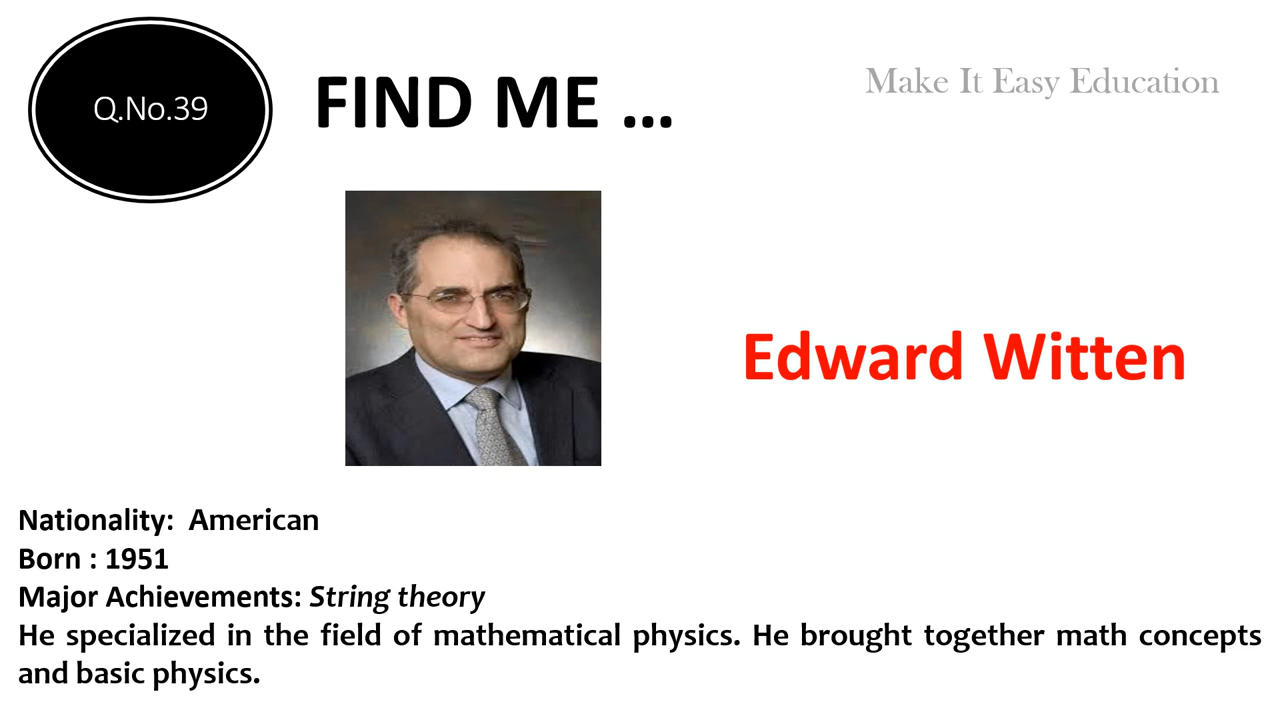 Q.No.39
FIND ME ...
Make It Easy Education
Edward Witten
Nationality:  American
Born : 1951
Major Achievements: String theory
He specialized in the field of mathematical physics. He brought together math concepts
and basic physics.